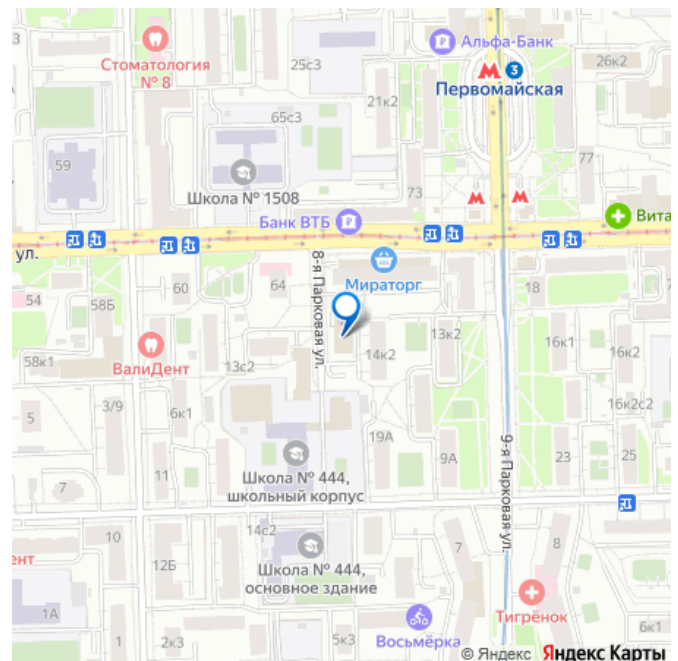 Стоматология
№ 8
Альфа-Банк
3
Первомайская
25с3
26к2
21к2
65с3
59
Школа № 1508
77
73
Банк ВТБ
Вита
ул.
8-я Парковая ул.
Мираторг
54
58Б
60
64
18
58к1
ВалиДент
13с2
14к2
13к2
16к1
16к2
3/9
6к1
16к2с2
5
19А
9-я Парковая ул.
11
Школа № 444,
школьный корпус
9А
23
25
7
10
14с2
ент
12Б
Школа № 444,
основное здание
7
8
1А
Тигрёнок
1
2к3
5к3
Восьмёрка
6к1
© Яндекс Яндекс Карты